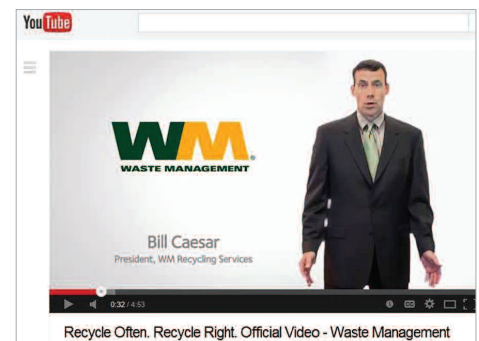 YouTube
WM®
WASTE MANAGEMENT
Bill Caesar
President, WM Recycling Services
0:32 / 4:53
CC
Recycle Often. Recycle Right. Official Video - Waste Management